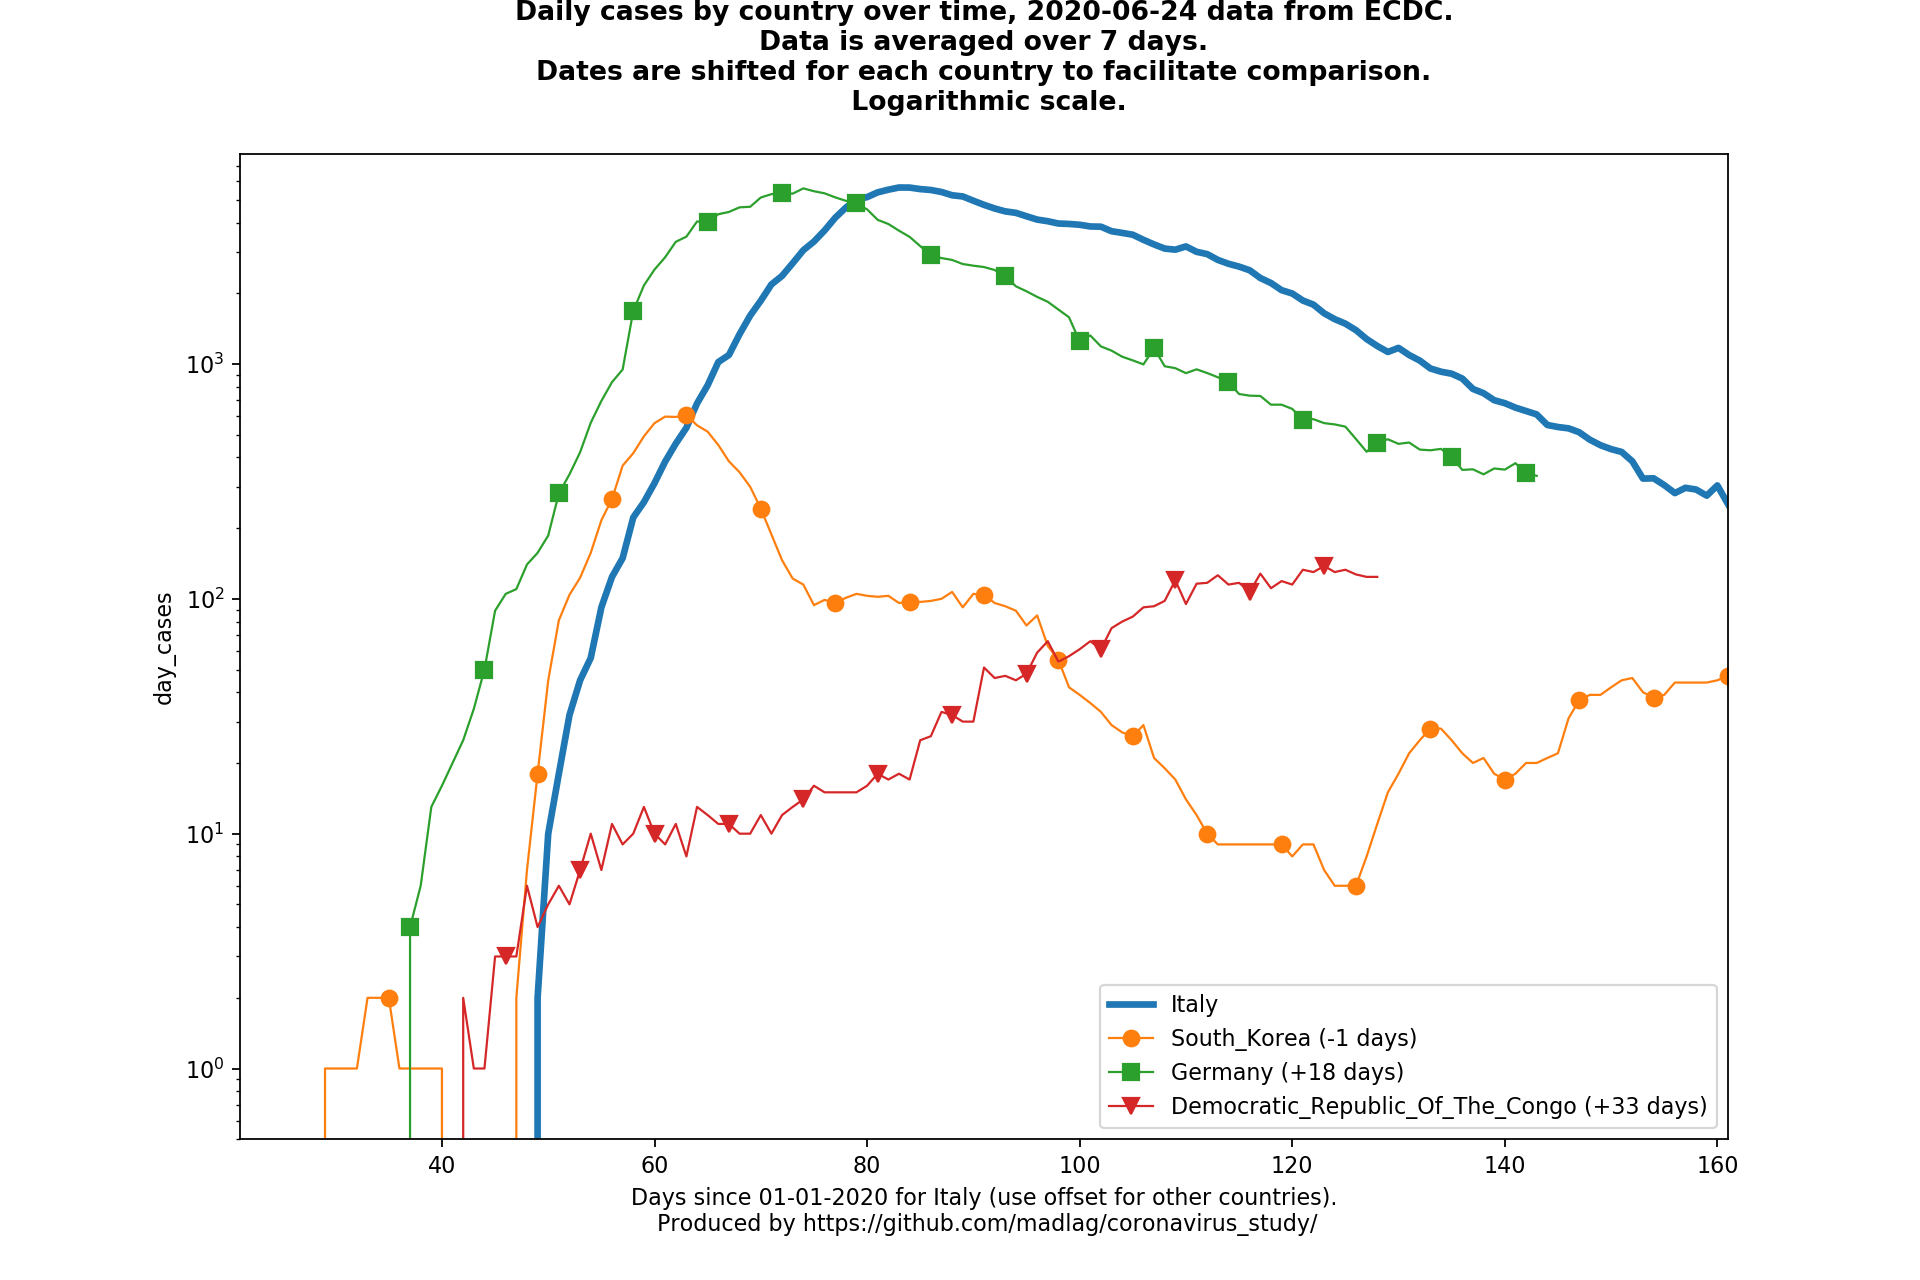 Daily cases by country over time, 2020-06-24 data from ECDC.
Data is averaged over 7 days.
Dates are shifted for each country to facilitate comparison.
Logarithmic scale.
day_cases
10³
10²
10¹
10⁰
Italy
South_Korea (-1 days)
Germany (+18 days)
Democratic_Republic_Of_The_Congo (+33 days)
40 60 80 100 120 140 160
Days since 01-01-2020 for Italy (use offset for other countries).
Produced by https://github.com/madlag/coronavirus_study/